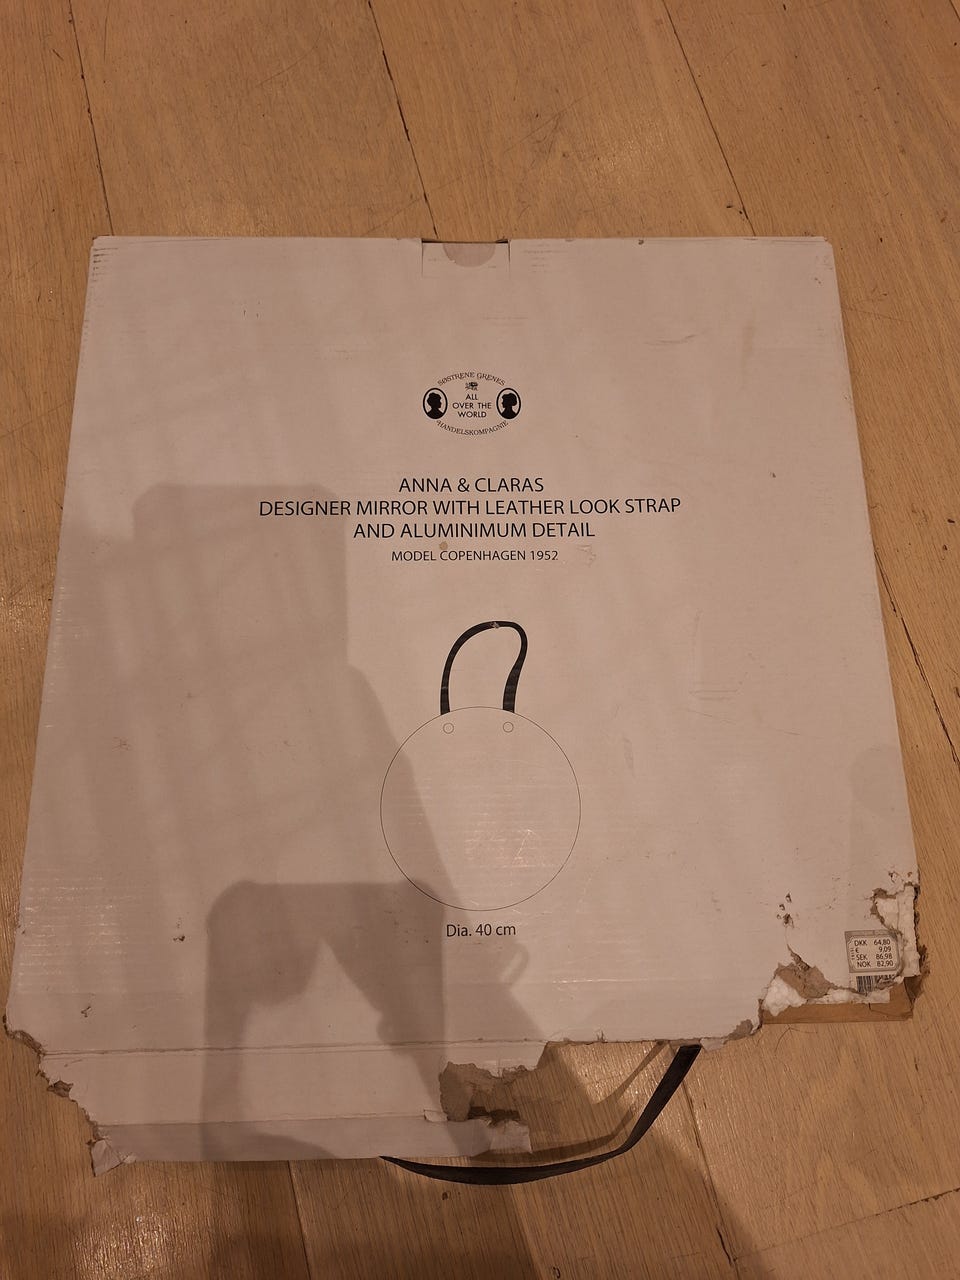 SØSTRENE GRENES
ALL
OVER THE
WORLD
HANDELSKOMPAGNIE
ANNA & CLARAS
DESIGNER MIRROR WITH LEATHER LOOK STRAP
AND ALUMINIMUM DETAIL
MODEL COPENHAGEN 1952
Dia. 40 cm
DKK 64,80
€ 9,09
SEK 86,98
NOK 82,90